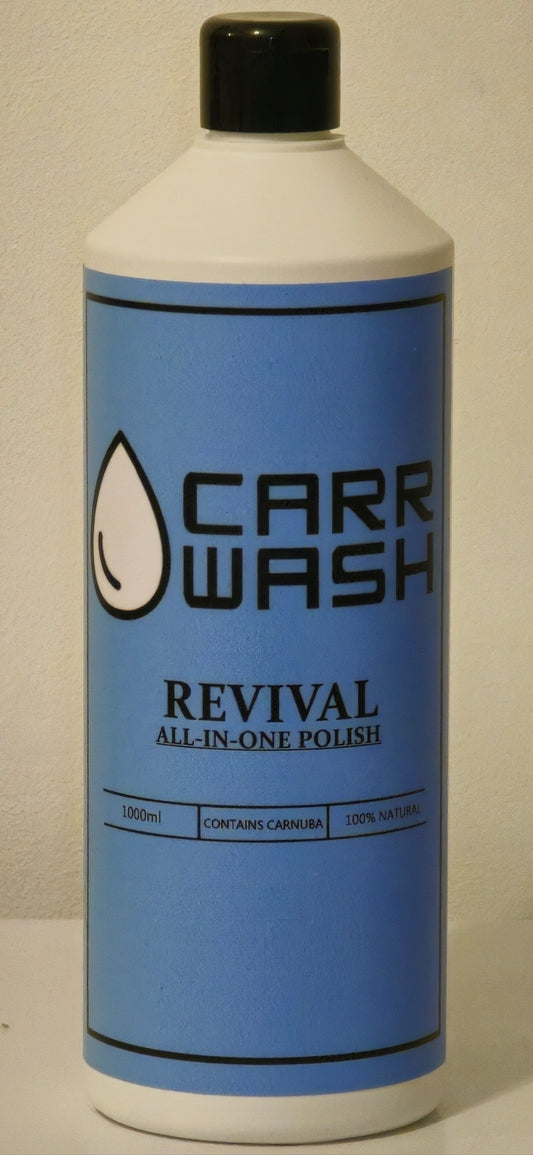 CARR
WASH
REVIVAL
ALL-IN-ONE POLISH
1000ml
CONTAINS CARNUBA
100% NATURAL